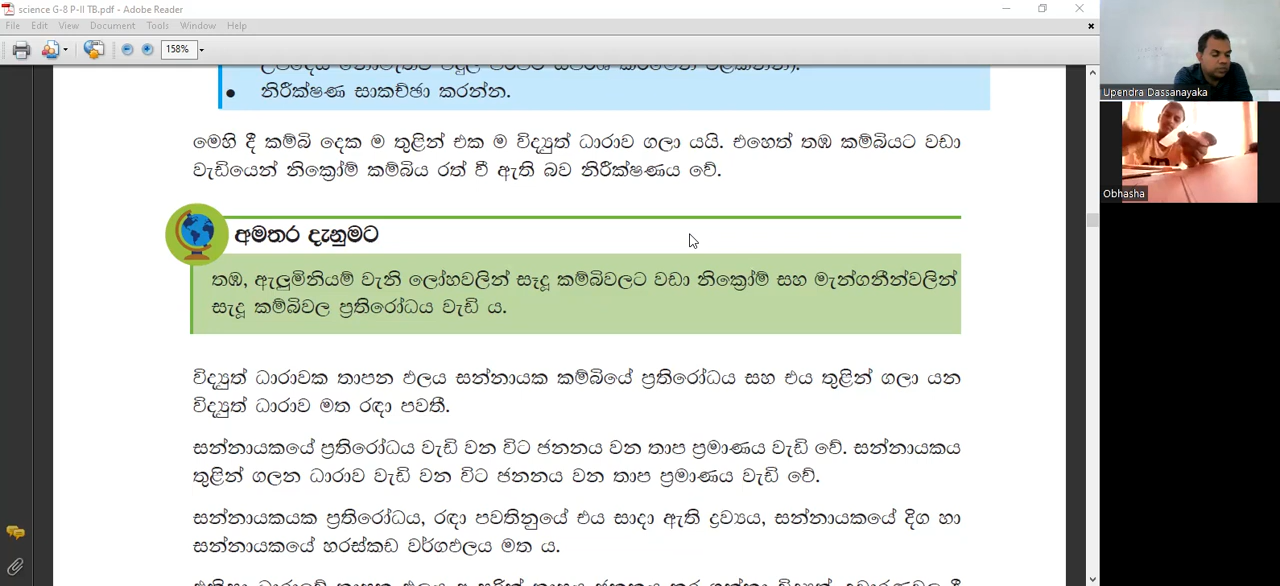 science G-8 P-II TB.pdf - Adobe Reader
File Edit View Document Tools Window Help
158%
Upendra Dassanayaka
Obhasha
● නිරීක්ෂණ සාකච්ඡා කරන්න.
මෙහි දී කම්බි දෙක ම තුළින් එක ම විද්‍යුත් ධාරාව ගලා යයි. එහෙත් තඹ කම්බියට වඩා
වැඩියෙන් නික්‍රෝම් කම්බිය රත් වී ඇති බව නිරීක්ෂණය වේ.
අමතර දැනුමට
තඹ, ඇලුමිනියම් වැනි ලෝහවලින් සෑදූ කම්බිවලට වඩා නික්‍රෝම් සහ මැන්ගනීන්වලින්
සැදූ කම්බිවල ප්‍රතිරෝධය වැඩි ය.
විද්‍යුත් ධාරාවක තාපන ඵලය සන්නායක කම්බියේ ප්‍රතිරෝධය සහ එය තුළින් ගලා යන
විද්‍යුත් ධාරාව මත රඳා පවතී.
සන්නායකයේ ප්‍රතිරෝධය වැඩි වන විට ජනනය වන තාප ප්‍රමාණය වැඩි වේ. සන්නායකය
තුළින් ගලන ධාරාව වැඩි වන විට ජනනය වන තාප ප්‍රමාණය වැඩි වේ.
සන්නායකයක ප්‍රතිරෝධය, රඳා පවතිනුයේ එය සාදා ඇති ද්‍රව්‍යය, සන්නායකයේ දිග හා
සන්නායකයේ හරස්කඩ වර්ගඵලය මත ය.